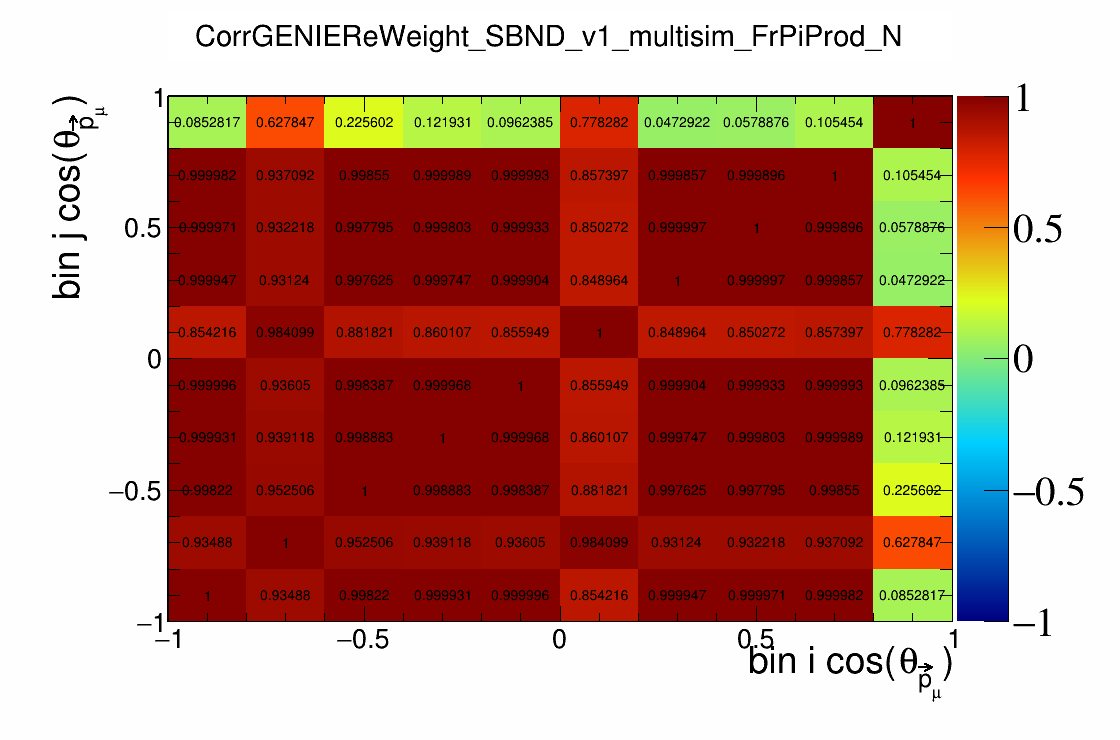 CorrGENIEReWeight_SBND_v1_multisim_FrPiProd_N
bin j cos(θ_p⃗_μ)
1
0.5
0
−0.5
−1
0.0852817 0.627847 0.225602 0.121931 0.0962385 0.778282 0.0472922 0.0578876 0.105454 1
0.999982 0.937092 0.99855 0.999989 0.999993 0.857397 0.999857 0.999896 1 0.105454
0.999971 0.932218 0.997795 0.999803 0.999933 0.850272 0.999997 1 0.999896 0.0578876
0.999947 0.93124 0.997625 0.999747 0.999904 0.848964 1 0.999997 0.999857 0.0472922
0.854216 0.984099 0.881821 0.860107 0.855949 1 0.848964 0.850272 0.857397 0.778282
0.999996 0.93605 0.998387 0.999968 1 0.855949 0.999904 0.999933 0.999993 0.0962385
0.999931 0.939118 0.998883 1 0.999968 0.860107 0.999747 0.999803 0.999989 0.121931
0.99822 0.952506 1 0.998883 0.998387 0.881821 0.997625 0.997795 0.99855 0.225602
0.93488 1 0.952506 0.939118 0.93605 0.984099 0.93124 0.932218 0.937092 0.627847
1 0.93488 0.99822 0.999931 0.999996 0.854216 0.999947 0.999971 0.999982 0.0852817
−1 −0.5 0 0.5 1
bin i cos(θ_p⃗_μ)
1
0.5
0
−0.5
−1